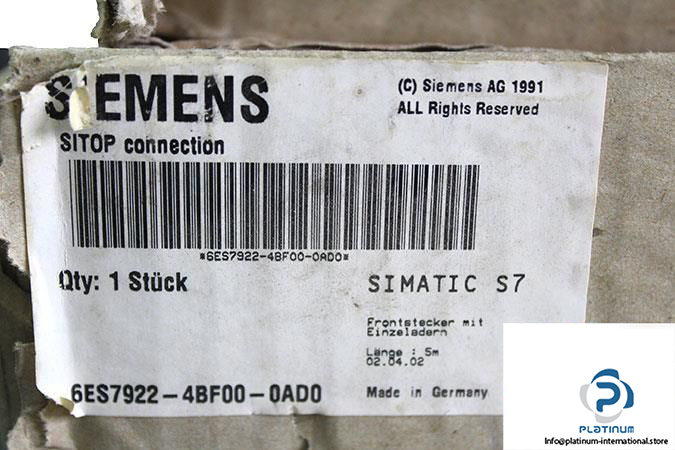 SIEMENS
(C) Siemens AG 1991
ALL Rights Reserved
SITOP connection
*6ES7922-4BF00-0AD0*
Qty: 1 Stück
SIMATIC S7
Frontstecker mit
Einzeladern
Länge : 5m
02.04.02
6ES7922-4BF00-0AD0
Made in Germany
PLATINUM
Info@platinum-international.store